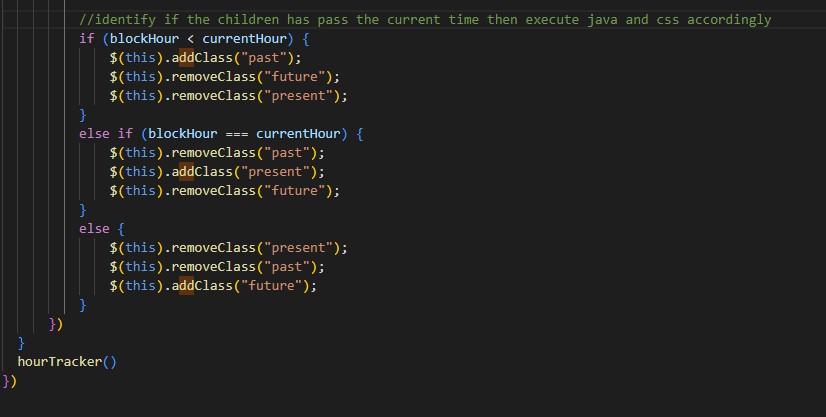 //identify if the children has pass the current time then execute java and css accordingly
if (blockHour < currentHour) {
$(this).addClass("past");
$(this).removeClass("future");
$(this).removeClass("present");
}
else if (blockHour === currentHour) {
$(this).removeClass("past");
$(this).addClass("present");
$(this).removeClass("future");
}
else {
$(this).removeClass("present");
$(this).removeClass("past");
$(this).addClass("future");
}
})
}
hourTracker()
})